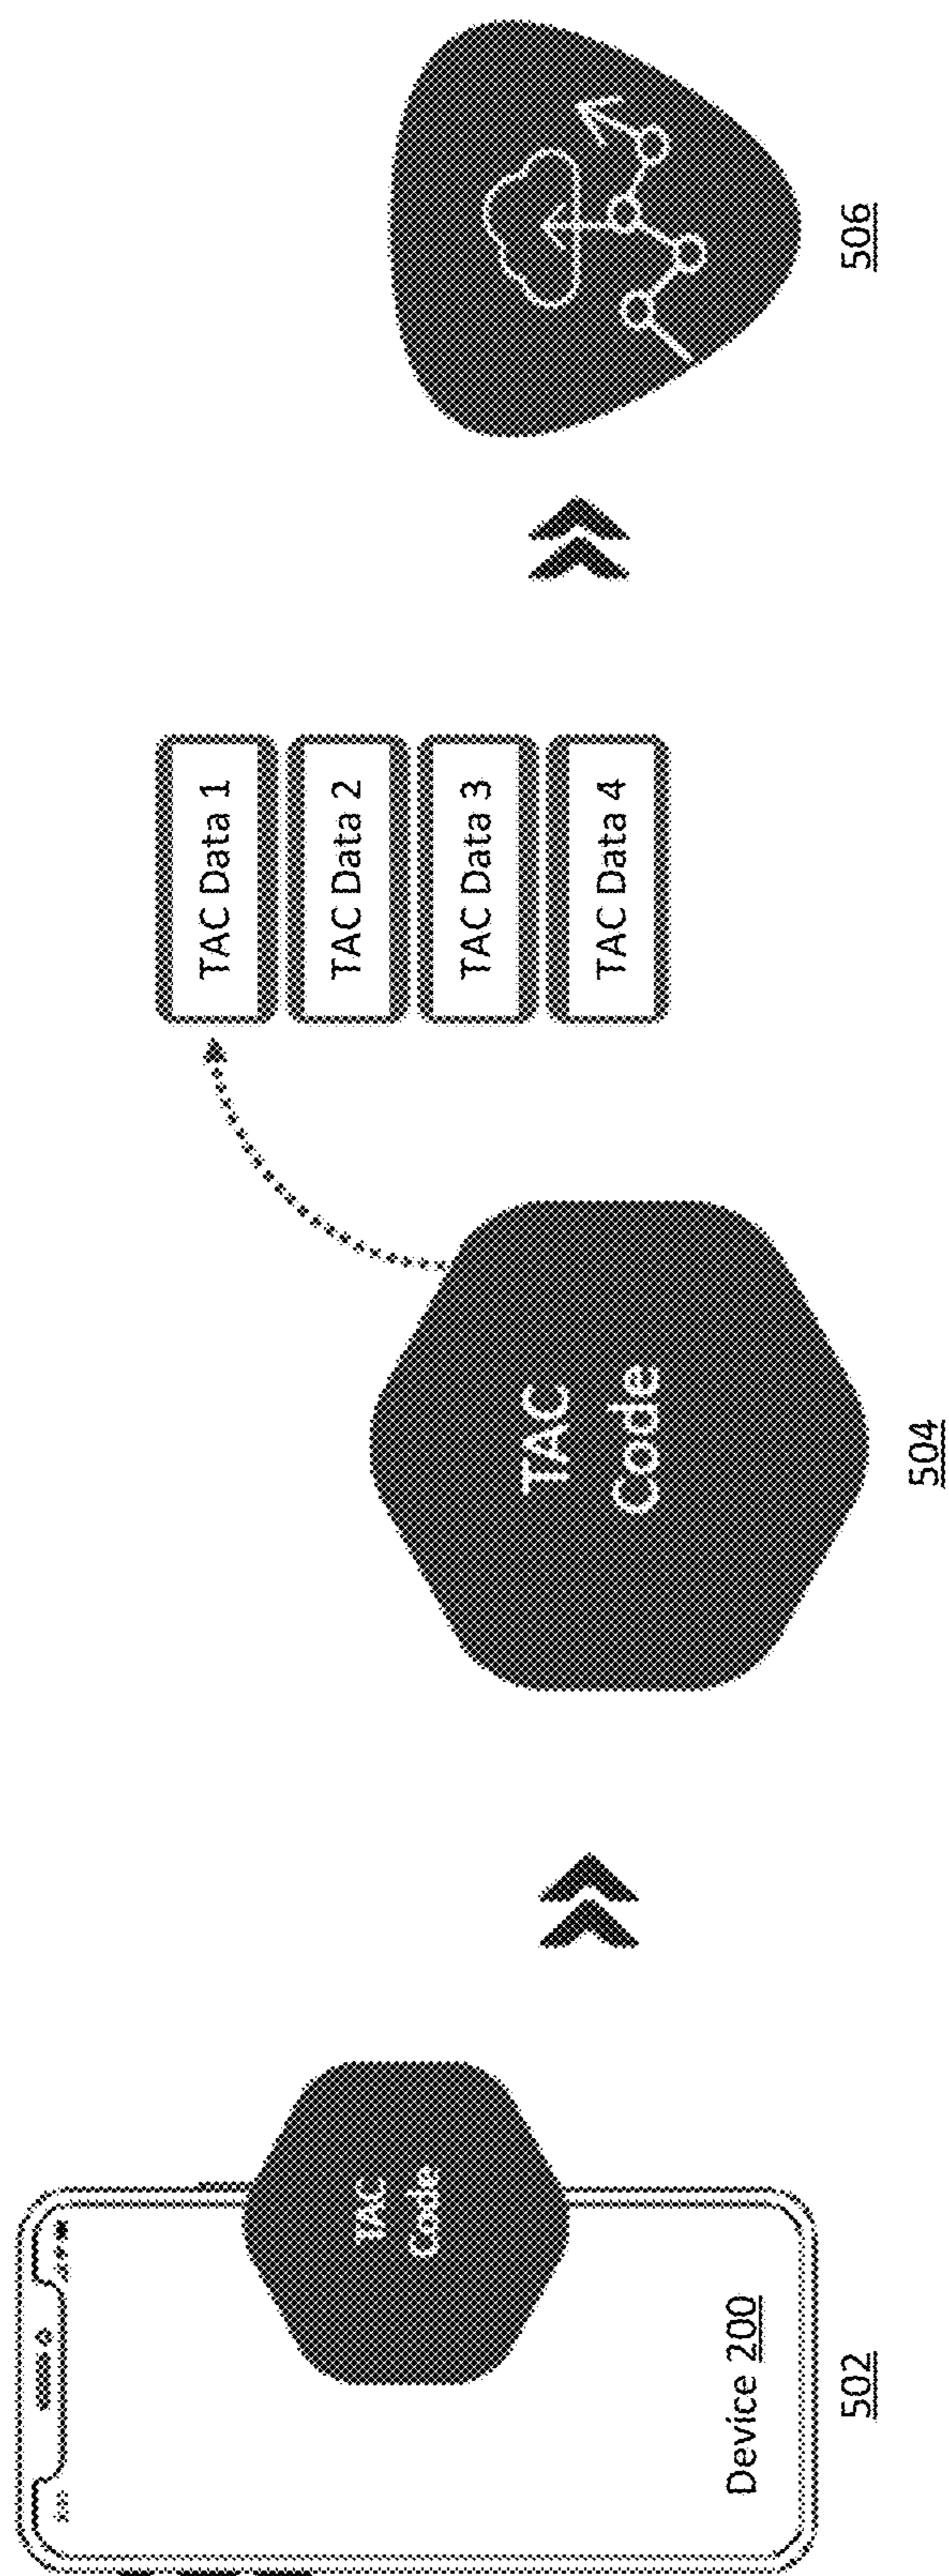 TAC
Code
Device 200
502
TAC
Code
504
TAC Data 1
TAC Data 2
TAC Data 3
TAC Data 4
506